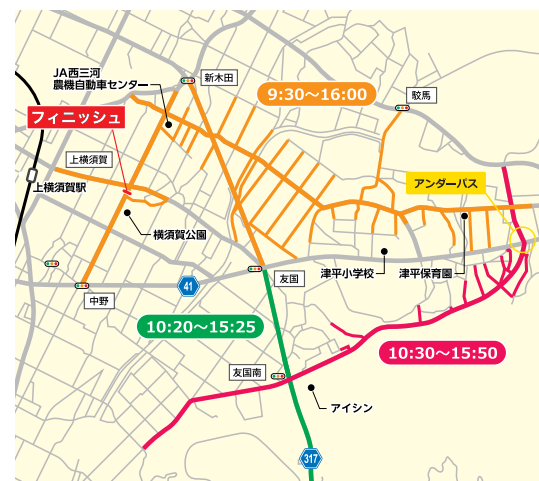 JA西三河
農機自動車センター
新木田
9:30〜16:00
駮馬
フィニッシュ
上横須賀
上横須賀駅
アンダーパス
横須賀公園
津平小学校
津平保育園
41
友国
中野
10:20〜15:25
10:30〜15:50
友国南
アイシン
317